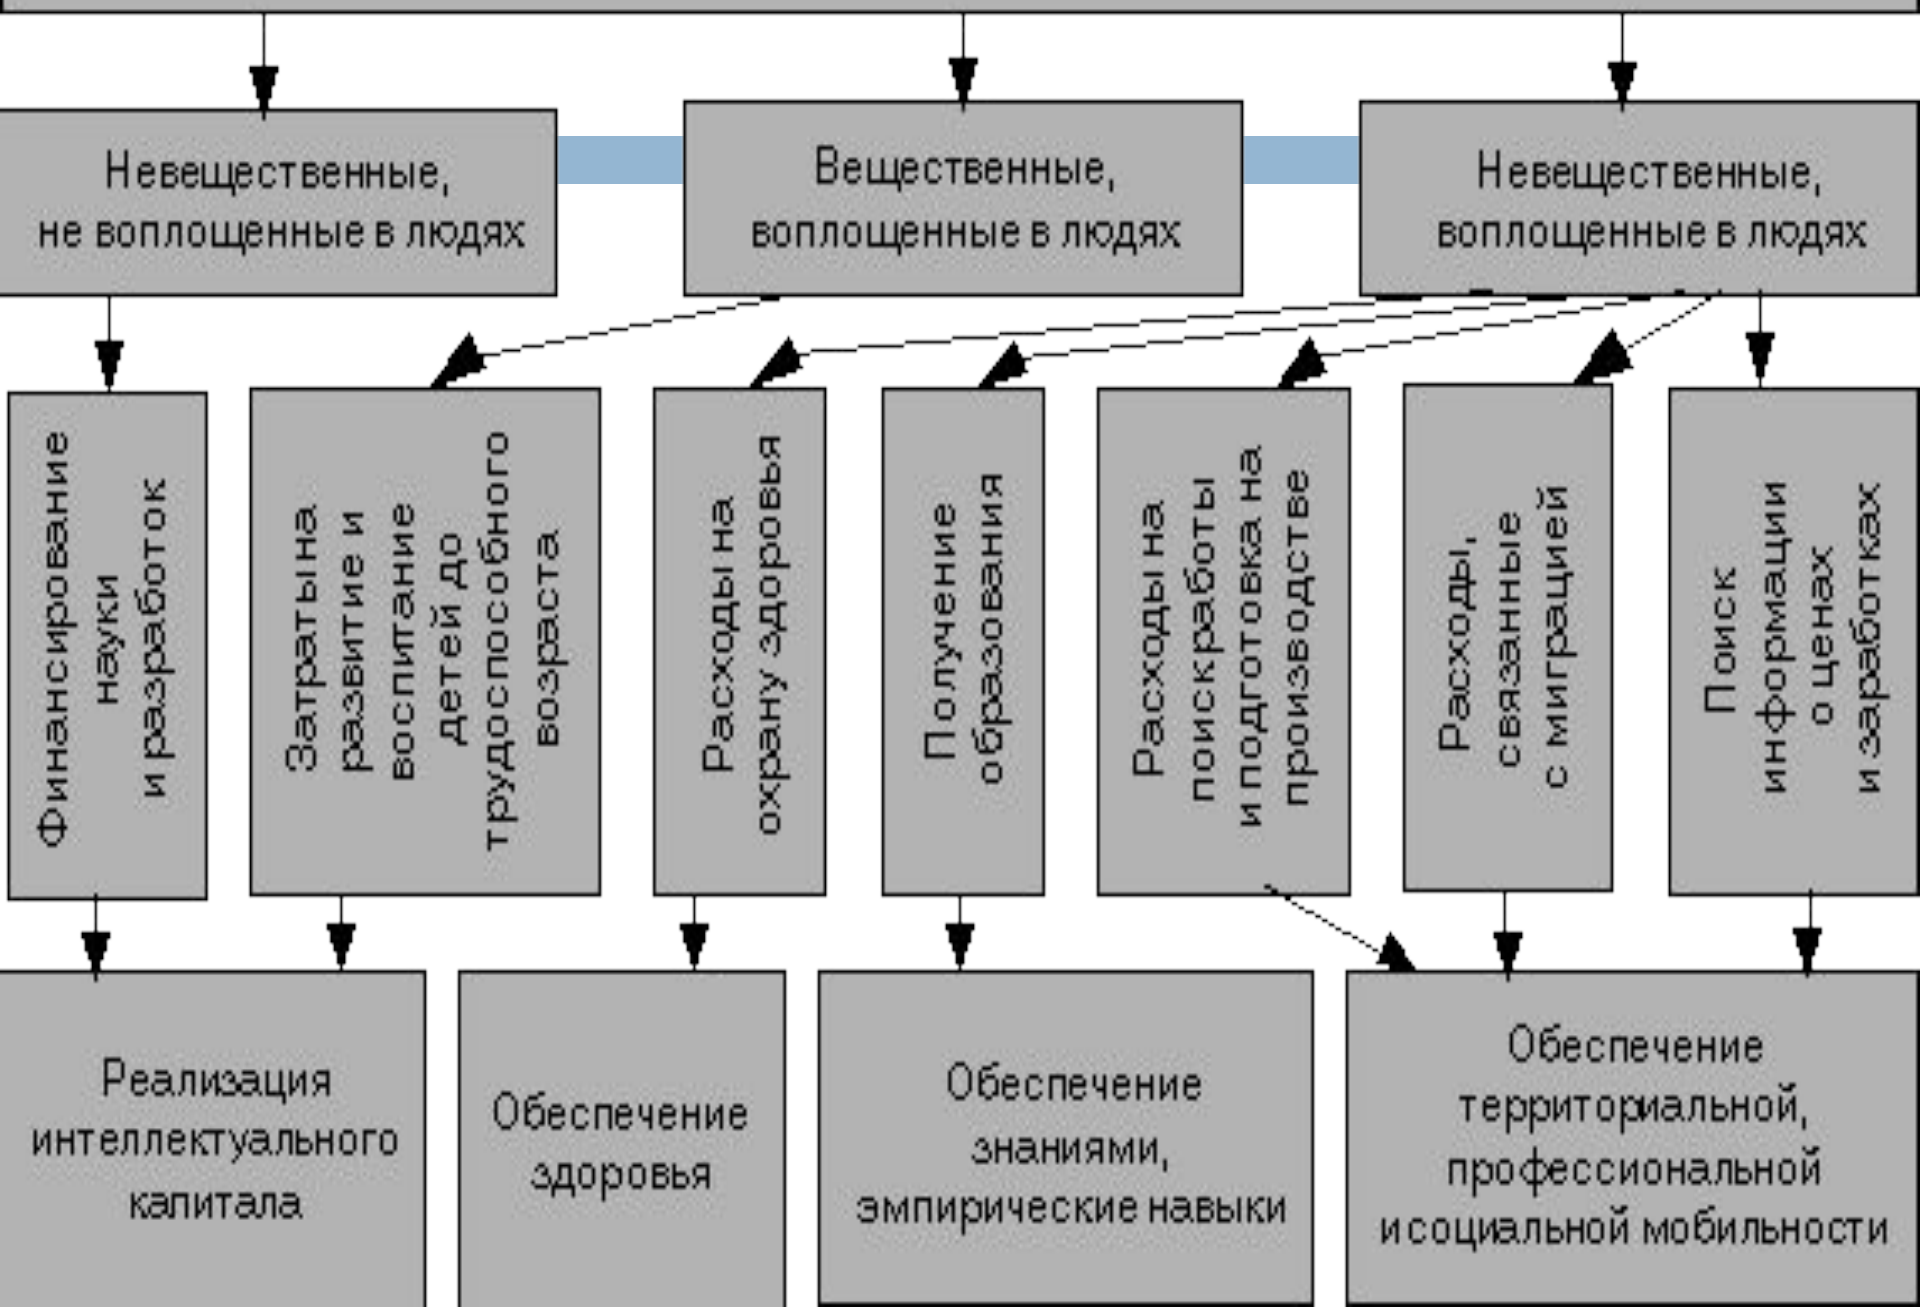 Невещественные,
не воплощенные в людях
Вещественные,
воплощенные в людях
Невещественные,
воплощенные в людях
Финансирование
науки
и разработок
Затраты на
развитие и
воспитание
детей до
трудоспособного
возраста
Расходы на
охрану здоровья
Получение
образования
Расходы на
поиск работы
и подготовка на
производстве
Расходы,
связанные
с миграцией
Поиск
информации
о ценах
и заработках
Реализация
интеллектуального
капитала
Обеспечение
здоровья
Обеспечение
знаниями,
эмпирические навыки
Обеспечение
территориальной,
профессиональной
и социальной мобильности